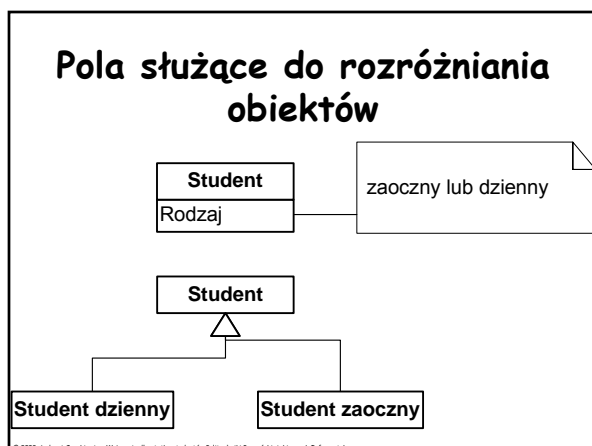 Pola służące do rozróżniania
obiektów
Student
Rodzaj
zaoczny lub dzienny
Student
Student dzienny
Student zaoczny